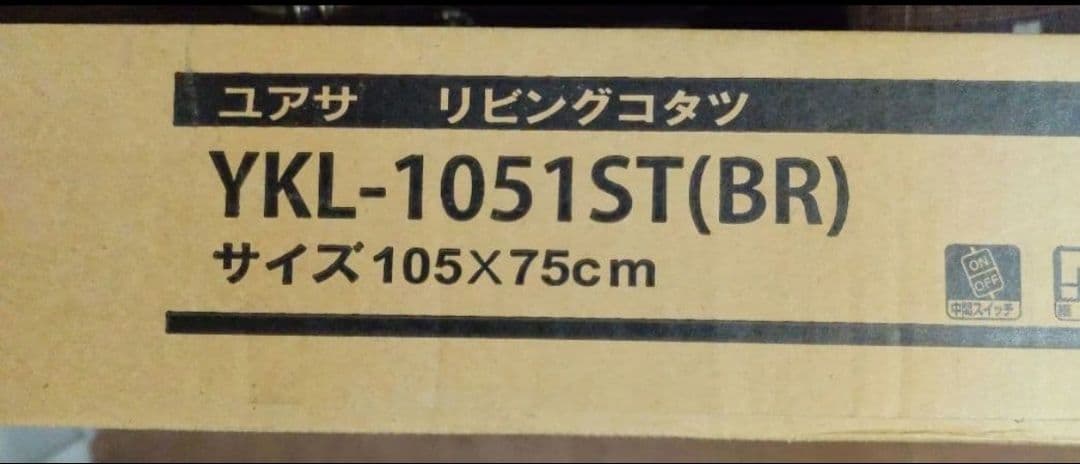 ユアサ　リビングコタツ
YKL-1051ST(BR)
サイズ105×75cm
ON
OFF
中間スイッチ